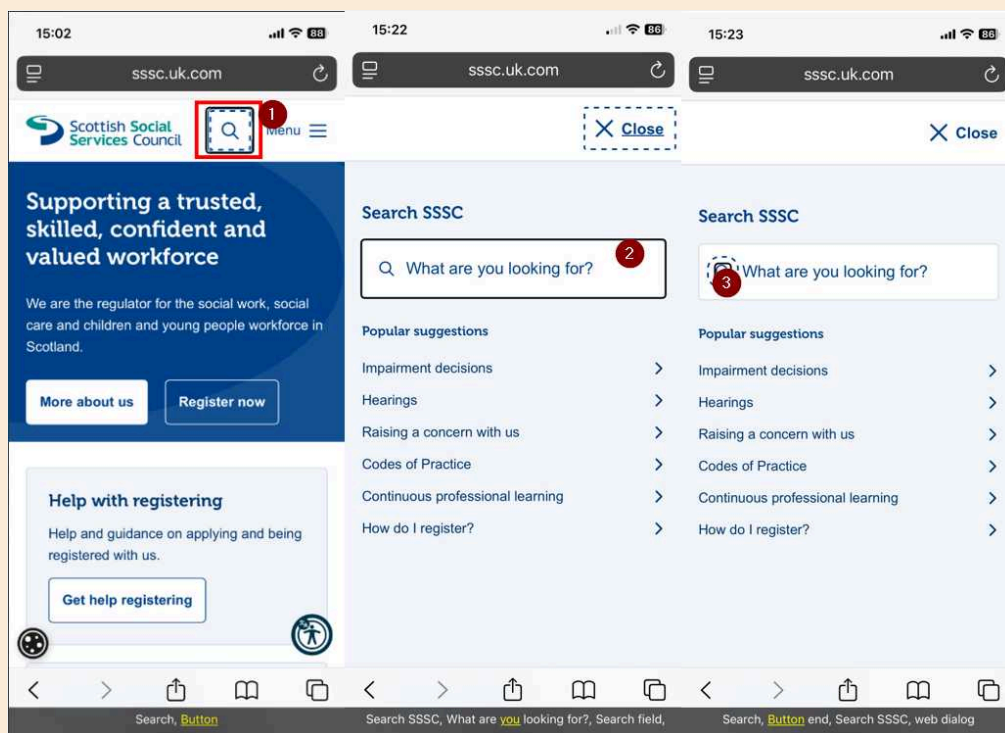 15:02
88
sssc.uk.com
Scottish Social
Services Council
1
Menu
Supporting a trusted,
skilled, confident and
valued workforce
We are the regulator for the social work, social
care and children and young people workforce in
Scotland.
More about us
Register now
Help with registering
Help and guidance on applying and being
registered with us.
Get help registering
Search, Button
15:22
86
sssc.uk.com
Close
Search SSSC
What are you looking for?
2
Popular suggestions
Impairment decisions
Hearings
Raising a concern with us
Codes of Practice
Continuous professional learning
How do I register?
Search SSSC, What are you looking for?, Search field,
15:23
86
sssc.uk.com
Close
Search SSSC
What are you looking for?
3
Popular suggestions
Impairment decisions
Hearings
Raising a concern with us
Codes of Practice
Continuous professional learning
How do I register?
Search, Button end, Search SSSC, web dialog